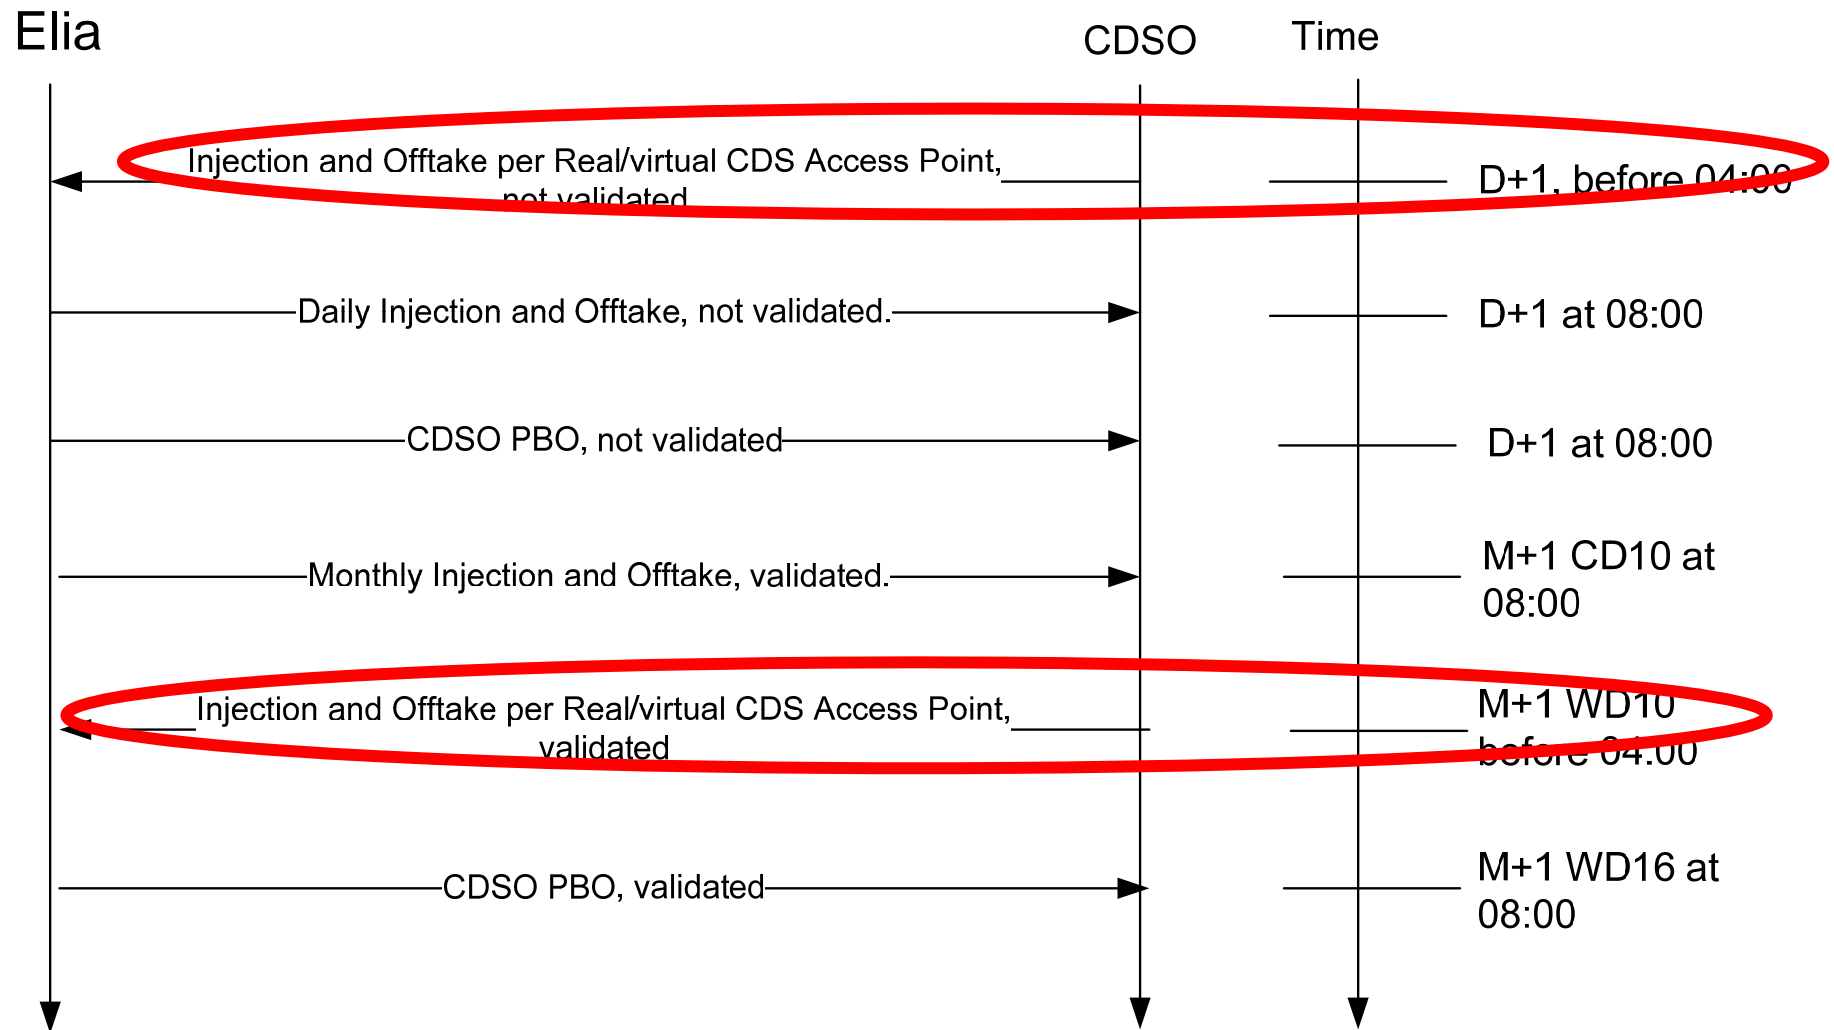 Elia
CDSO
Time
Injection and Offtake per Real/virtual CDS Access Point,
not validated
D+1, before 04:00
Daily Injection and Offtake, not validated.
D+1 at 08:00
CDSO PBO, not validated
D+1 at 08:00
Monthly Injection and Offtake, validated.
M+1 CD10 at
08:00
Injection and Offtake per Real/virtual CDS Access Point,
validated
M+1 WD10
before 04:00
CDSO PBO, validated
M+1 WD16 at
08:00